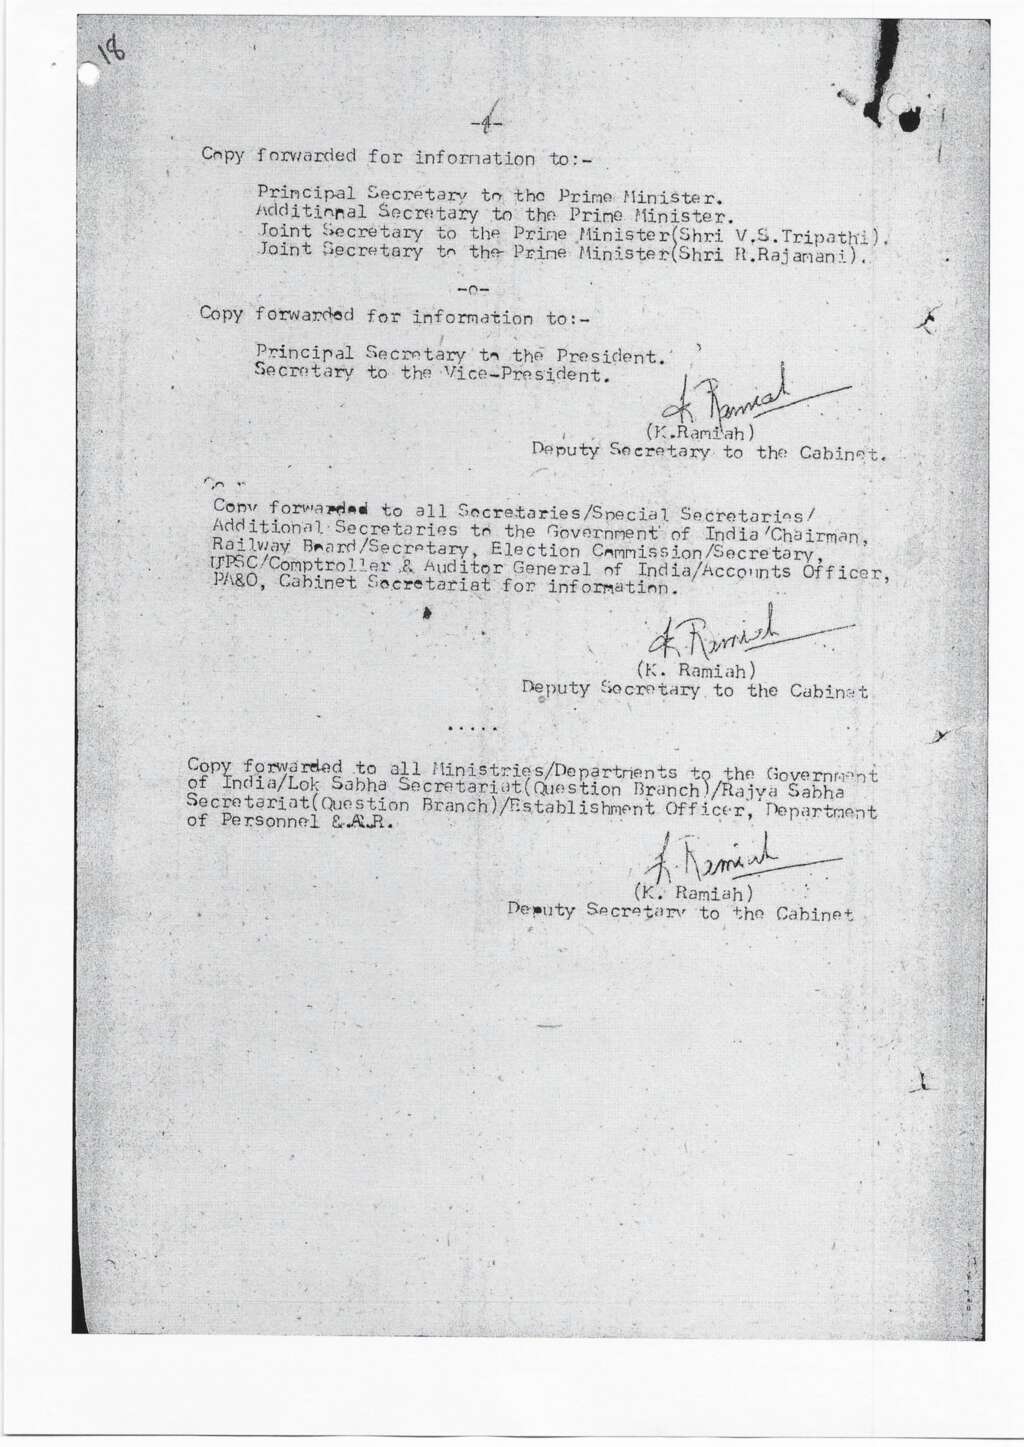 18
Copy forwarded for information to:-
Principal Secretary to the Prime Minister.
Additional Secretary to the Prime Minister.
Joint Secretary to the Prime Minister(Shri V.S.Tripathi).
Joint Secretary to the Prime Minister(Shri R.Rajamani).
-o-
Copy forwarded for information to:-
Principal Secretary to the President.
Secretary to the Vice-President.
K Ramiah
(K.Ramiah)
Deputy Secretary to the Cabinet.
Copy forwarded to all Secretaries/Special Secretaries/
Additional Secretaries to the Government of India/Chairman,
Railway Board/Secretary, Election Commission/Secretary,
UPSC/Comptroller & Auditor General of India/Accounts Officer,
PA&O, Cabinet Secretariat for information.
K. Ramiah
(K. Ramiah)
Deputy Secretary to the Cabinet
.....
Copy forwarded to all Ministries/Departments to the Government
of India/Lok Sabha Secretariat(Question Branch)/Rajya Sabha
Secretariat(Question Branch)/Establishment Officer, Department
of Personnel & A.R.
K. Ramiah
(K. Ramiah)
Deputy Secretary to the Cabinet